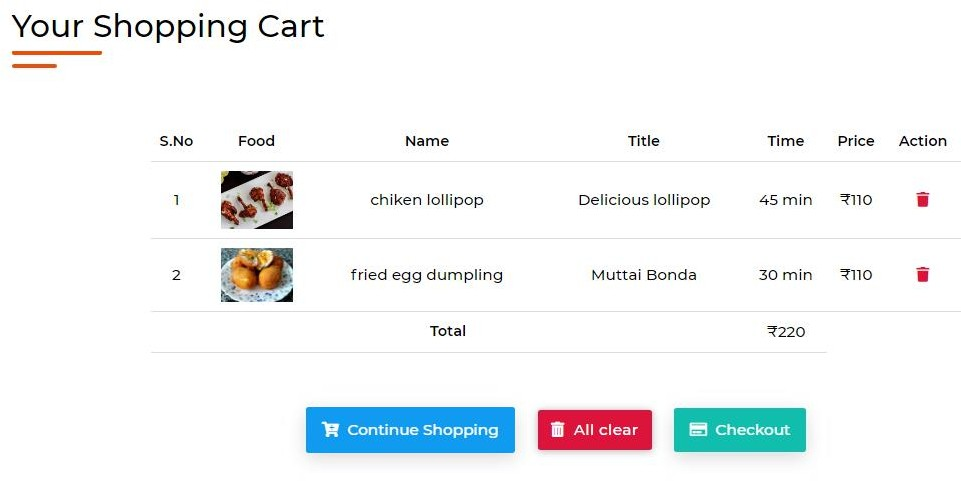 Your Shopping Cart
S.No Food Name Title Time Price Action
1 chiken lollipop Delicious lollipop 45 min ₹110
2 fried egg dumpling Muttai Bonda 30 min ₹110
Total ₹220
Continue Shopping All clear Checkout